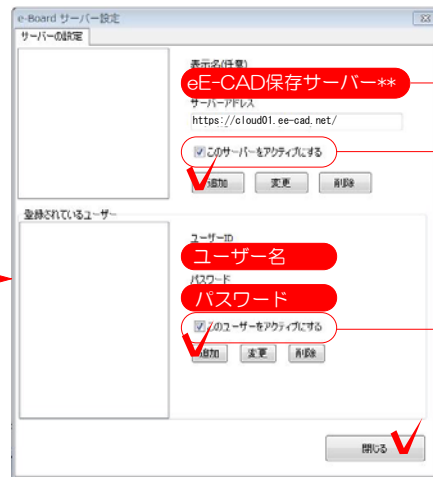 e-Board サーバー設定
サーバーの設定
表示名(任意)
eE-CAD保存サーバー**
サーバーアドレス
https://cloud01.ee-cad.net/
このサーバーをアクティブにする
追加 変更 削除
登録されているユーザー
ユーザーID
ユーザー名
パスワード
パスワード
このユーザーをアクティブにする
追加 変更 削除
閉じる